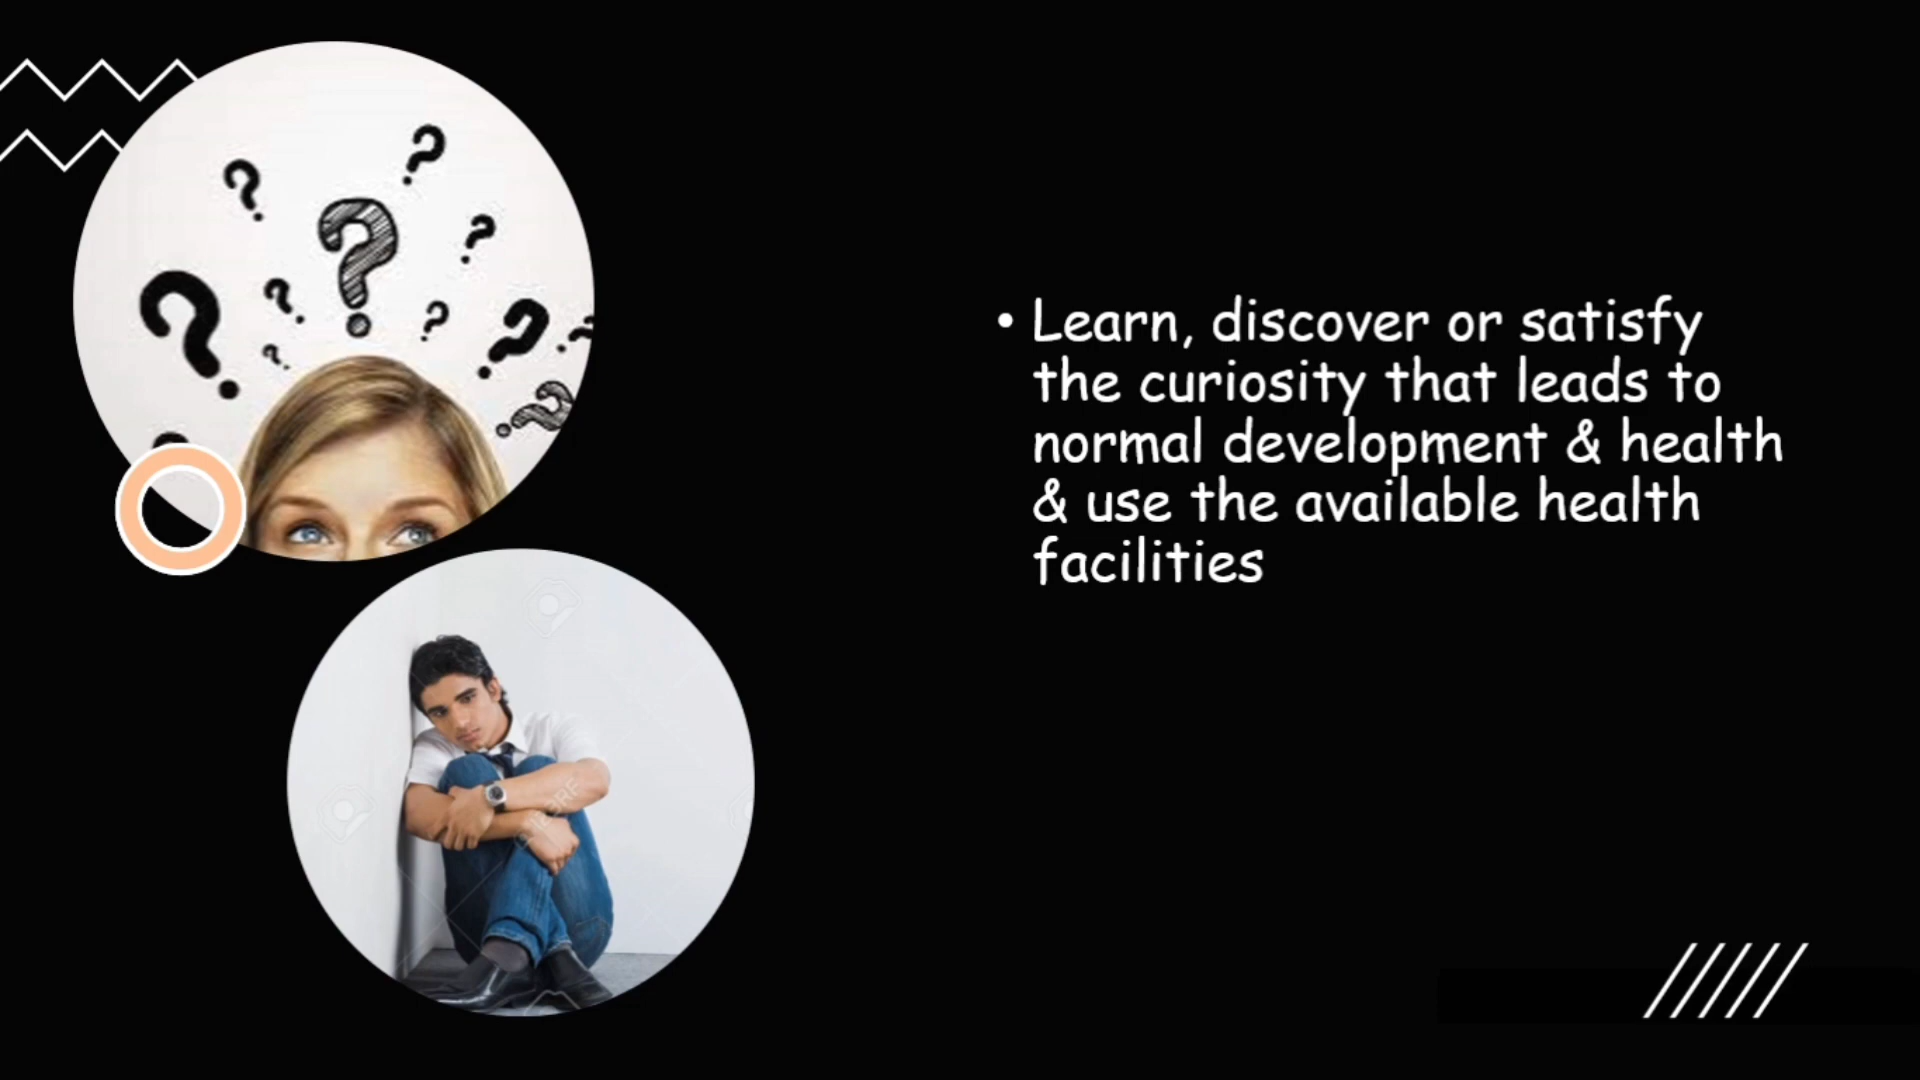 • Learn, discover or satisfy
the curiosity that leads to
normal development & health
& use the available health
facilities